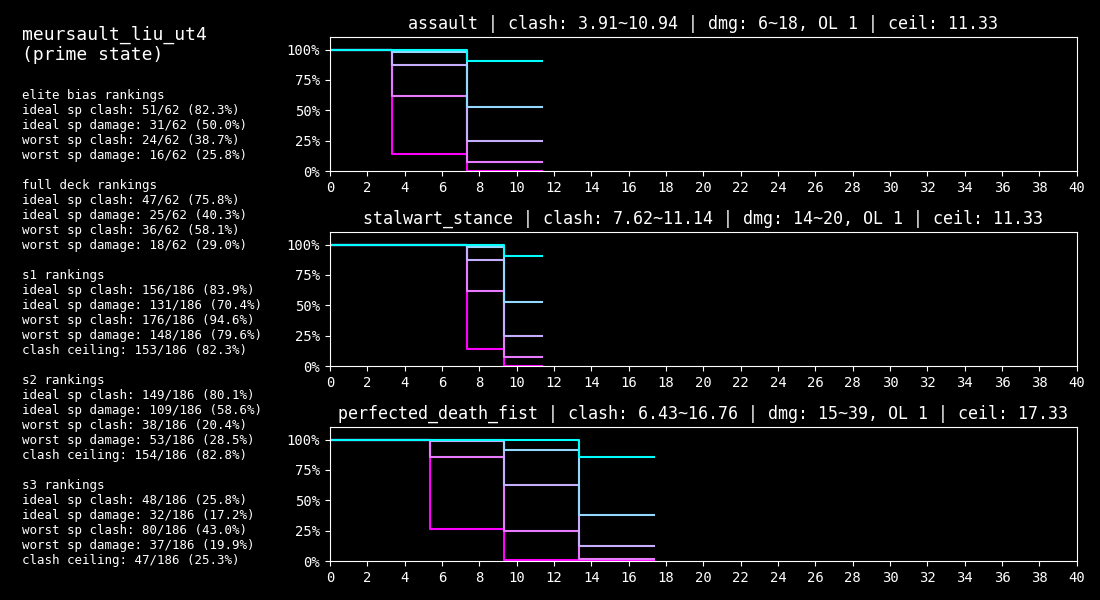 meursault_liu_ut4
(prime state)
elite bias rankings
ideal sp clash: 51/62 (82.3%)
ideal sp damage: 31/62 (50.0%)
worst sp clash: 24/62 (38.7%)
worst sp damage: 16/62 (25.8%)
full deck rankings
ideal sp clash: 47/62 (75.8%)
ideal sp damage: 25/62 (40.3%)
worst sp clash: 36/62 (58.1%)
worst sp damage: 18/62 (29.0%)
s1 rankings
ideal sp clash: 156/186 (83.9%)
ideal sp damage: 131/186 (70.4%)
worst sp clash: 176/186 (94.6%)
worst sp damage: 148/186 (79.6%)
clash ceiling: 153/186 (82.3%)
s2 rankings
ideal sp clash: 149/186 (80.1%)
ideal sp damage: 109/186 (58.6%)
worst sp clash: 38/186 (20.4%)
worst sp damage: 53/186 (28.5%)
clash ceiling: 154/186 (82.8%)
s3 rankings
ideal sp clash: 48/186 (25.8%)
ideal sp damage: 32/186 (17.2%)
worst sp clash: 80/186 (43.0%)
worst sp damage: 37/186 (19.9%)
clash ceiling: 47/186 (25.3%)
assault | clash: 3.91~10.94 | dmg: 6~18, OL 1 | ceil: 11.33
100%
75%
50%
25%
0%
0 2 4 6 8 10 12 14 16 18 20 22 24 26 28 30 32 34 36 38 40
stalwart_stance | clash: 7.62~11.14 | dmg: 14~20, OL 1 | ceil: 11.33
100%
75%
50%
25%
0%
0 2 4 6 8 10 12 14 16 18 20 22 24 26 28 30 32 34 36 38 40
perfected_death_fist | clash: 6.43~16.76 | dmg: 15~39, OL 1 | ceil: 17.33
100%
75%
50%
25%
0%
0 2 4 6 8 10 12 14 16 18 20 22 24 26 28 30 32 34 36 38 40